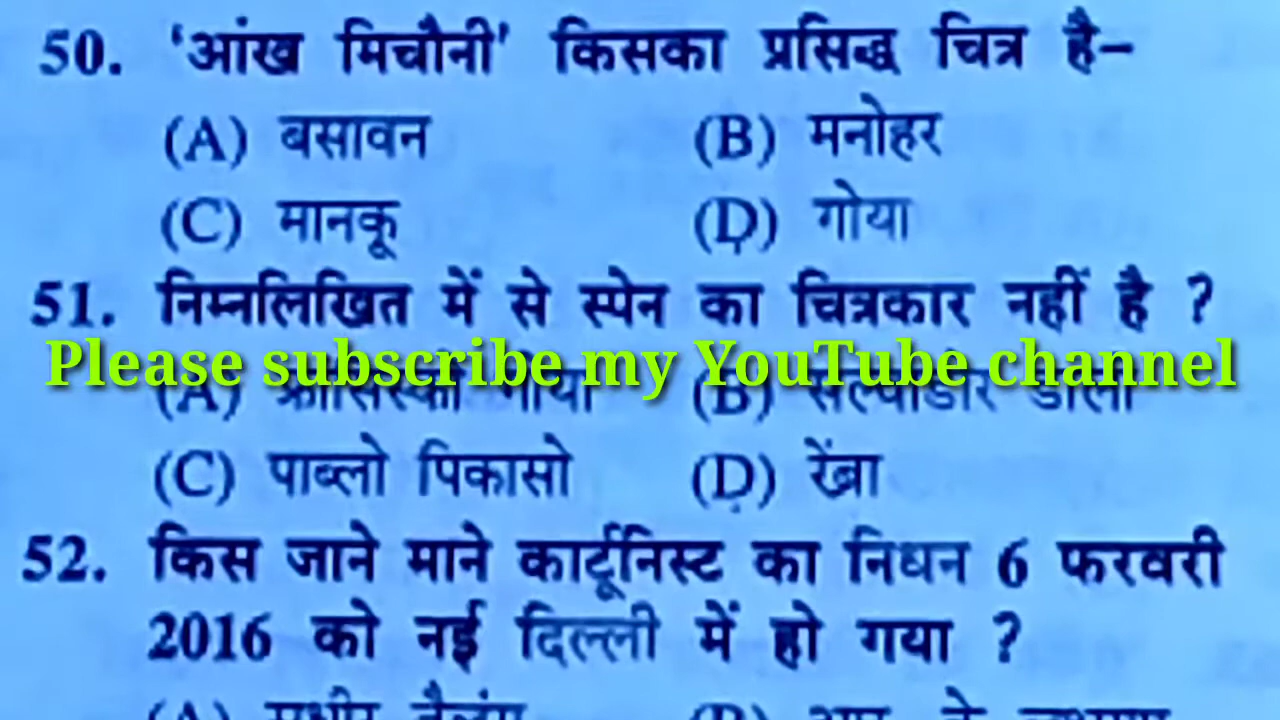 50. 'आंख मिचौनी' किसका प्रसिद्ध चित्र है–
(A) बसावन (B) मनोहर
(C) मानकू (D) गोया
51. निम्नलिखित में से स्पेन का चित्रकार नहीं है ?
Please subscribe my YouTube channel
(A) गोया (B) डाली
(C) पाब्लो पिकासो (D) रेंब्रा
52. किस जाने माने कार्टूनिस्ट का निधन 6 फरवरी
2016 को नई दिल्ली में हो गया ?